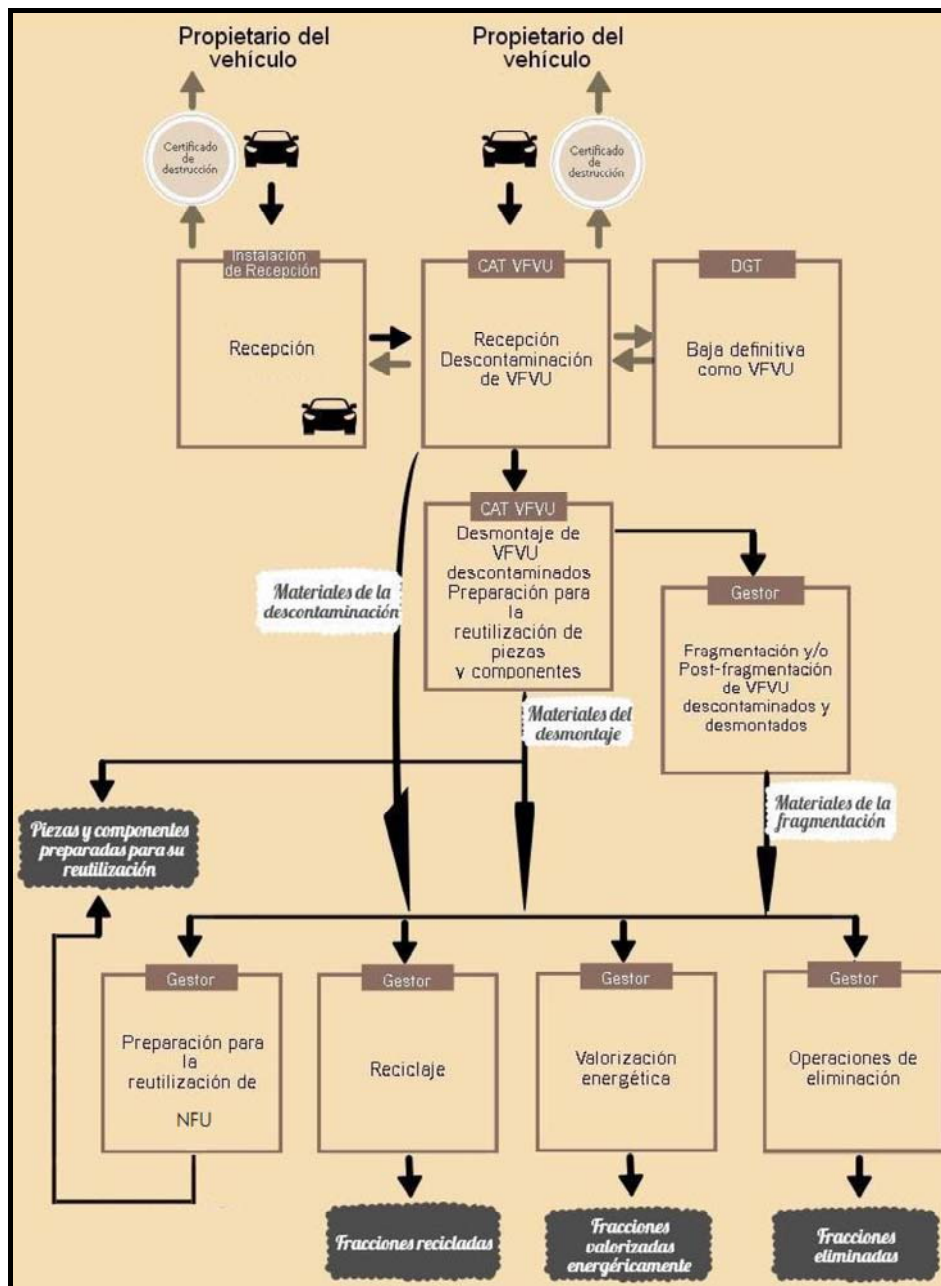 Propietario del
vehículo
Propietario del
vehículo
Certificado
de
destrucción
Certificado
de
destrucción
Instalación
de Recepción
Recepción
CAT VFVU
Recepción
Descontaminación
de VFVU
DGT
Baja definitiva
como VFVU
CAT VFVU
Desmontaje de
VFVU
descontaminados
Preparación para
la
reutilización de
piezas
y componentes
Materiales de la
descontaminación
Gestor
Fragmentación y/o
Post-fragmentación
de VFVU
descontaminados y
desmontados
Materiales del
desmontaje
Materiales de la
fragmentación
Piezas y componentes
preparadas para su
reutilización
Gestor
Preparación para
la
reutilización de
NFU
Gestor
Reciclaje
Gestor
Valorización
energética
Gestor
Operaciones de
eliminación
Fracciones recicladas
Fracciones
valorizadas
energéricamente
Fracciones
eliminadas